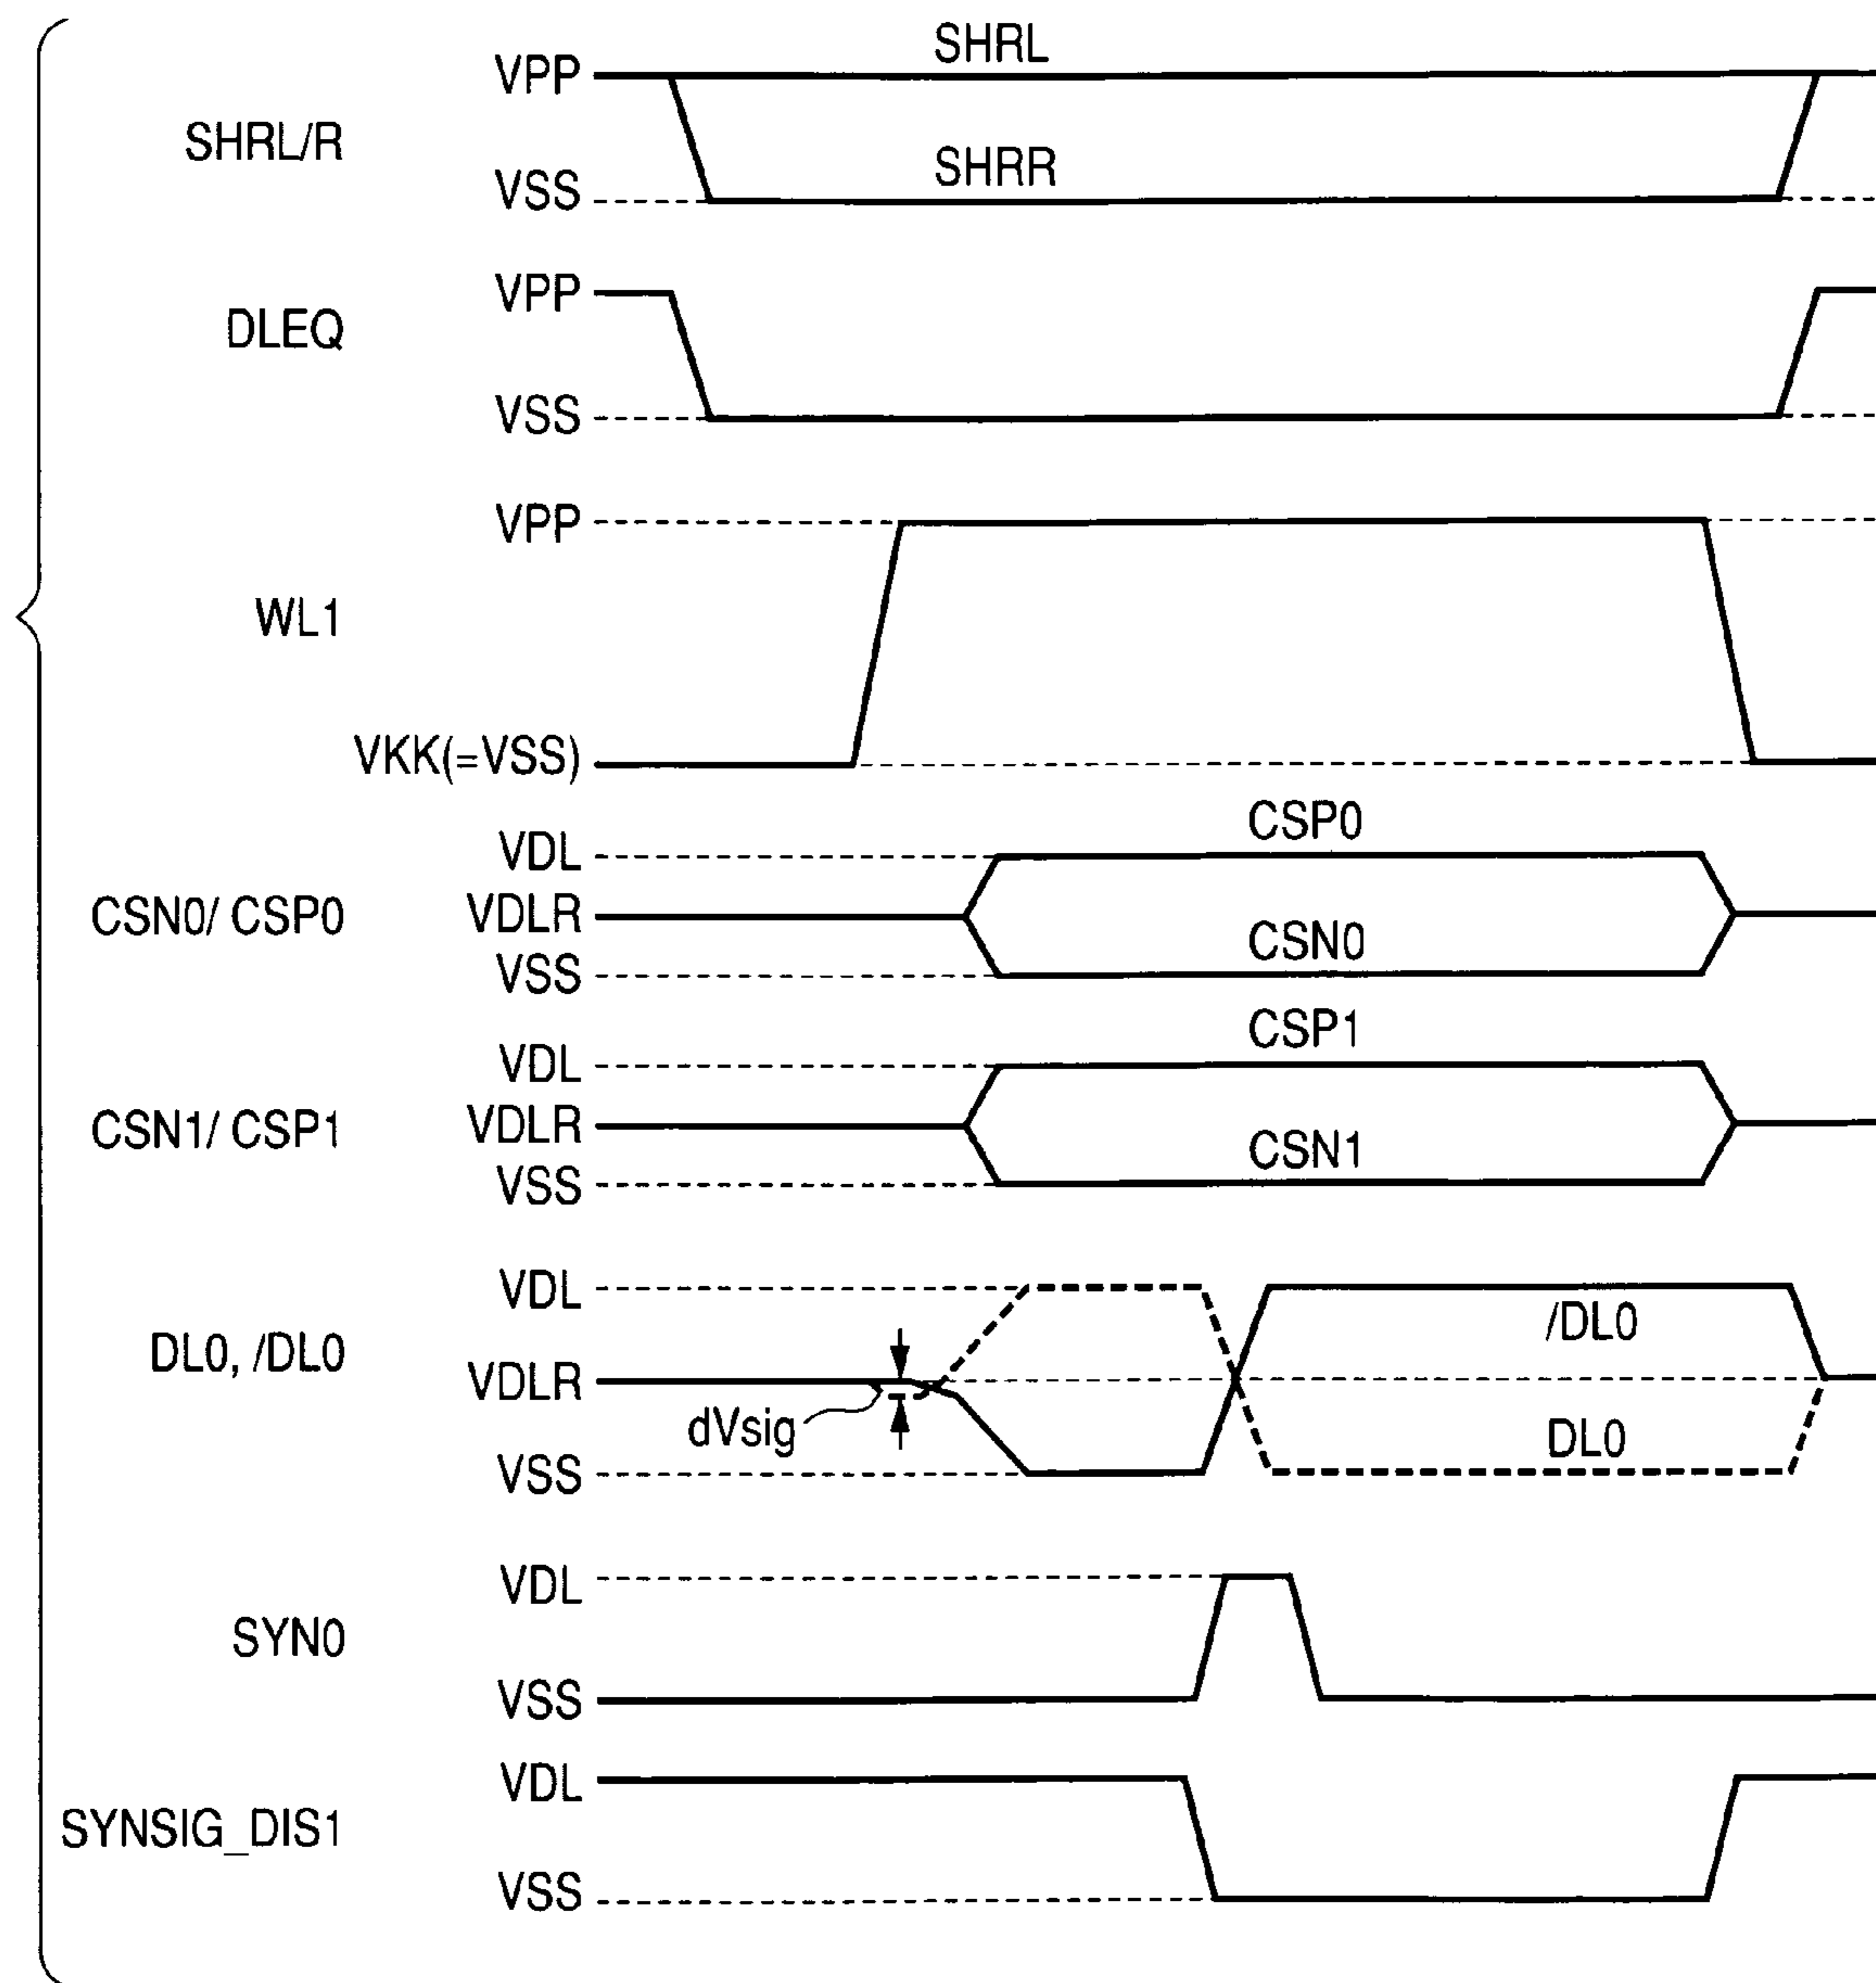 SHRL
VPP
SHRL/R
SHRR
VSS
VPP
DLEQ
VSS
VPP
WL1
VKK(=VSS)
CSP0
VDL
CSN0/ CSP0
VDLR
CSN0
VSS
CSP1
VDL
CSN1/ CSP1
VDLR
CSN1
VSS
VDL
/DL0
DL0, /DL0
VDLR
dVsig
DL0
VSS
VDL
SYN0
VSS
VDL
SYNSIG_DIS1
VSS